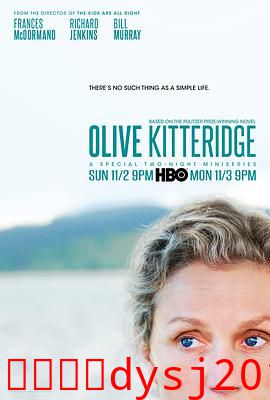 FROM THE DIRECTOR OF THE KIDS ARE ALL RIGHT
FRANCES McDORMAND RICHARD JENKINS BILL MURRAY
THERE'S NO SUCH THING AS A SIMPLE LIFE.
BASED ON THE PULITZER PRIZE-WINNING NOVEL
OLIVE KITTERIDGE
A SPECIAL TWO-NIGHT MINISERIES
SUN 11/2 9PM HBO MON 11/3 9PM
dysj20